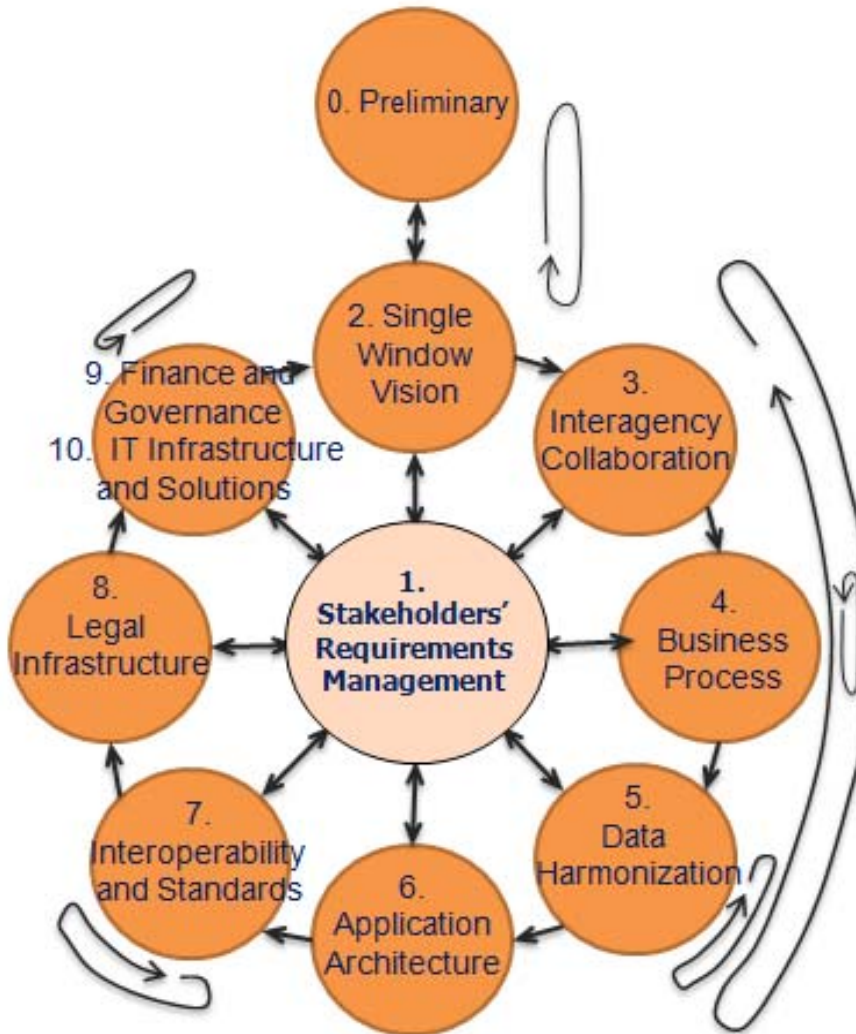 0. Preliminary
2. Single
Window
Vision
3.
Interagency
Collaboration
9. Finance and
Governance
10. IT Infrastructure
and Solutions
1.
Stakeholders’
Requirements
Management
8.
Legal
Infrastructure
4.
Business
Process
7.
Interoperability
and Standards
5.
Data
Harmonization
6.
Application
Architecture